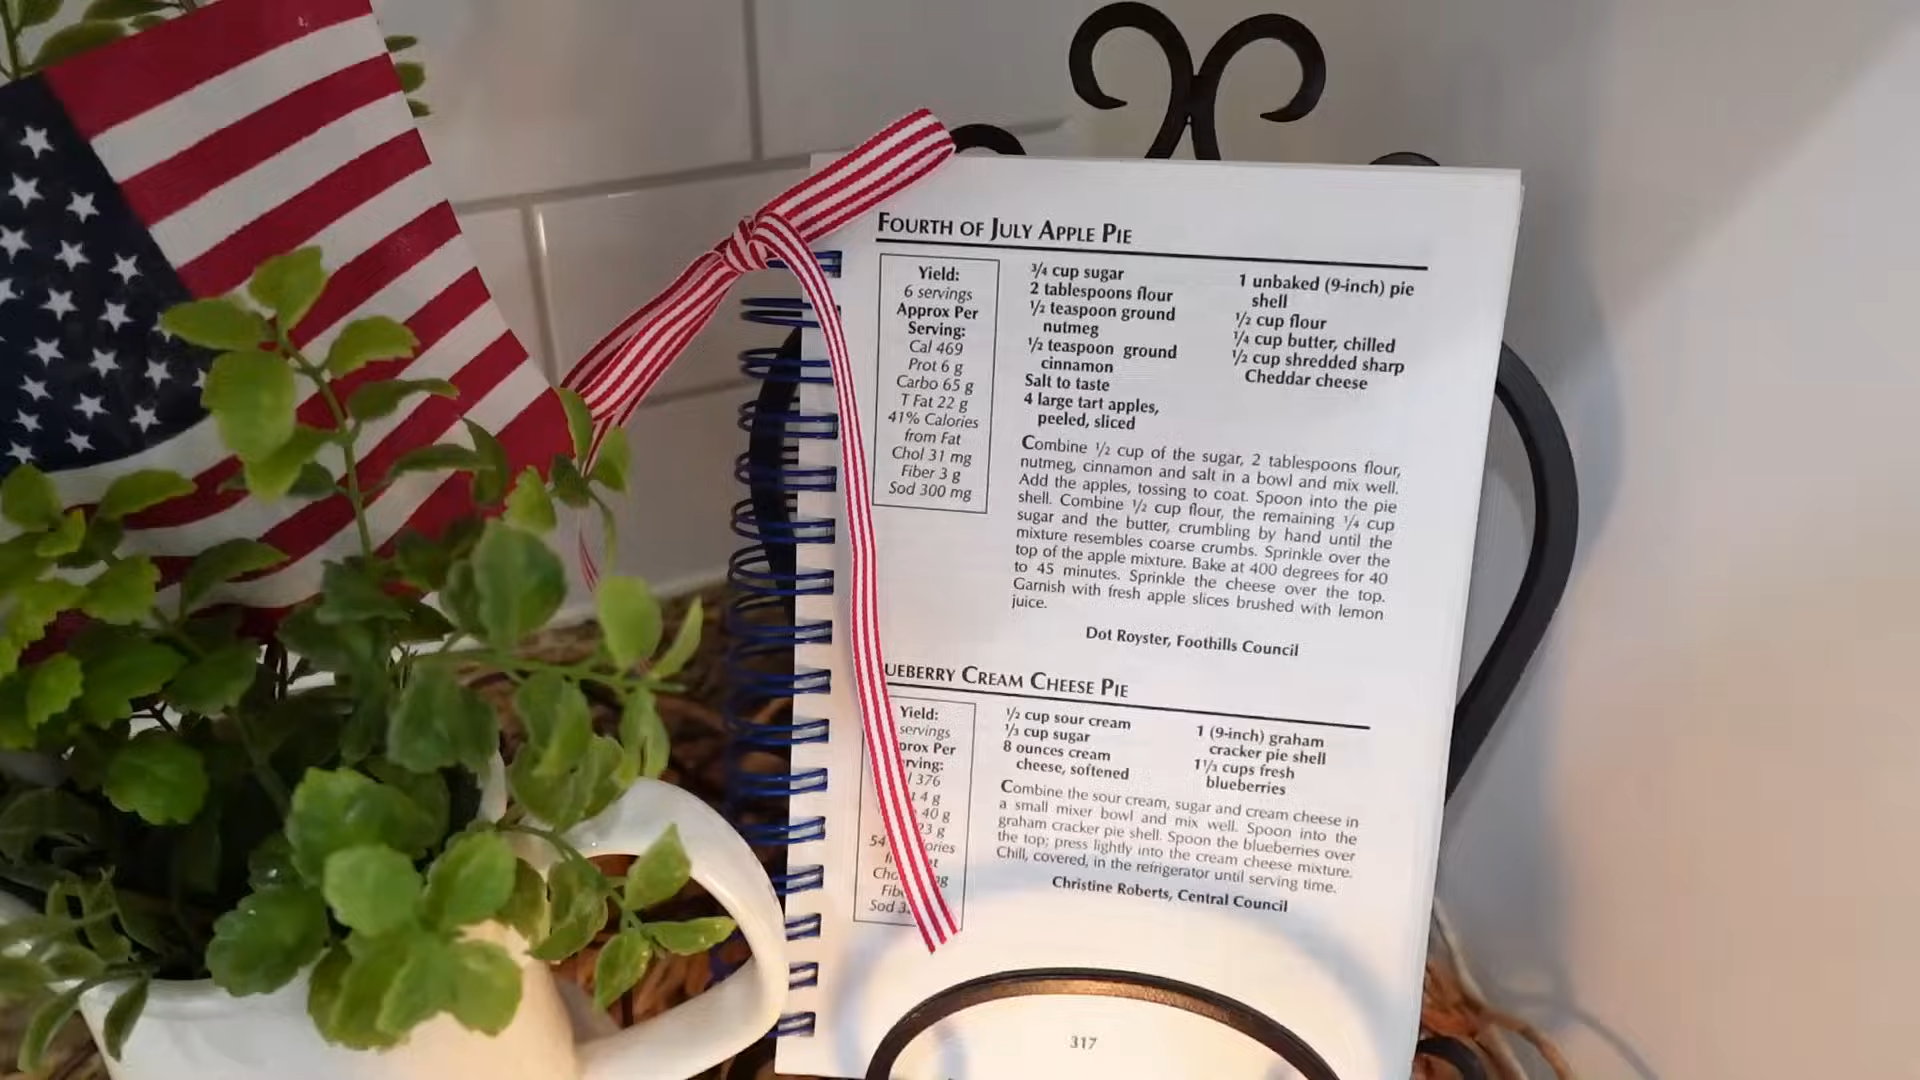 FOURTH OF JULY APPLE PIE
Yield:
6 servings
Approx Per
Serving:
Cal 469
Prot 6 g
Carbo 65 g
T Fat 22 g
41% Calories
from Fat
Chol 31 mg
Fiber 3 g
Sod 300 mg
3/4 cup sugar
2 tablespoons flour
1/2 teaspoon ground
nutmeg
1/2 teaspoon ground
cinnamon
Salt to taste
4 large tart apples,
peeled, sliced
1 unbaked (9-inch) pie
shell
1/2 cup flour
1/4 cup butter, chilled
1/2 cup shredded sharp
Cheddar cheese
Combine 1/2 cup of the sugar, 2 tablespoons flour,
nutmeg, cinnamon and salt in a bowl and mix well.
Add the apples, tossing to coat. Spoon into the pie
shell. Combine 1/2 cup flour, the remaining 1/4 cup
sugar and the butter, crumbling by hand until the
mixture resembles coarse crumbs. Sprinkle over the
top of the apple mixture. Bake at 400 degrees for 40
to 45 minutes. Sprinkle the cheese over the top.
Garnish with fresh apple slices brushed with lemon
juice.
Dot Royster, Foothills Council
UEBERRY CREAM CHEESE PIE
Yield:
servings
prox Per
rving:
376
4 g
40 g
23 g
54
ories
Sod
1/2 cup sour cream
1/3 cup sugar
8 ounces cream
cheese, softened
1 (9-inch) graham
cracker pie shell
1 1/3 cups fresh
blueberries
Combine the sour cream, sugar and cream cheese in
a small mixer bowl and mix well. Spoon into the
graham cracker pie shell. Spoon the blueberries over
the top; press lightly into the cream cheese mixture.
Chill, covered, in the refrigerator until serving time.
Christine Roberts, Central Council
317